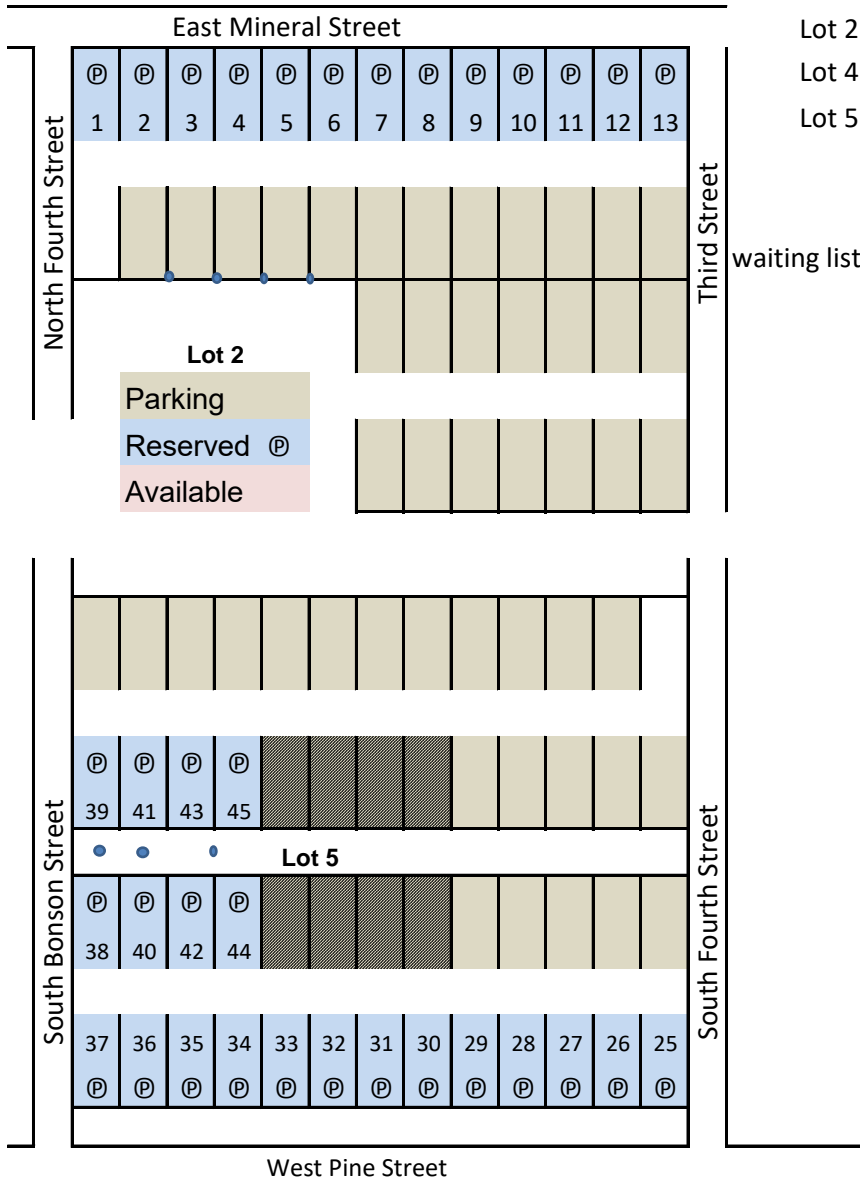 East Mineral Street
Lot 2
Lot 4
Lot 5
℗ ℗ ℗ ℗ ℗ ℗ ℗ ℗ ℗ ℗ ℗ ℗ ℗
1 2 3 4 5 6 7 8 9 10 11 12 13
North Fourth Street
Third Street
waiting list
Lot 2
Parking
Reserved ℗
Available
℗ ℗ ℗ ℗
39 41 43 45
Lot 5
℗ ℗ ℗ ℗
38 40 42 44
South Bonson Street
South Fourth Street
37 36 35 34 33 32 31 30 29 28 27 26 25
℗ ℗ ℗ ℗ ℗ ℗ ℗ ℗ ℗ ℗ ℗ ℗ ℗
West Pine Street